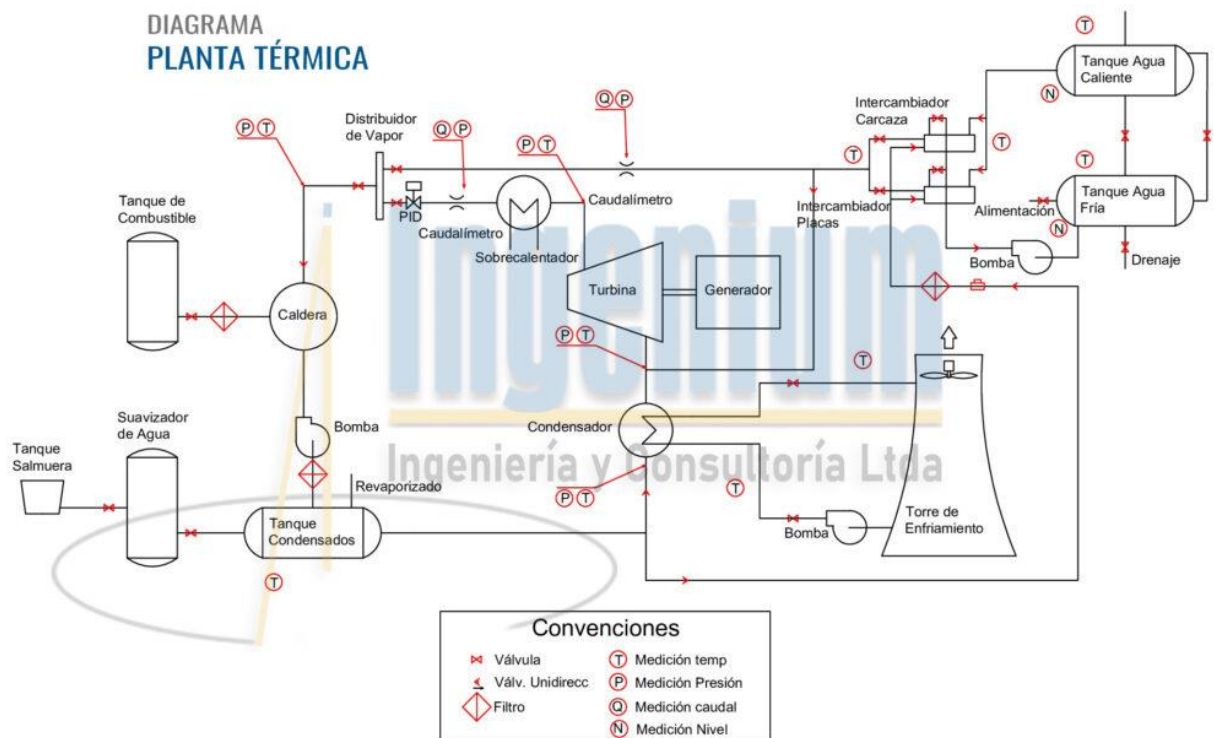 DIAGRAMA
PLANTA TÉRMICA
T
Tanque Agua
Caliente
N
Q P
Intercambiador
Carcaza
P T
Distribuidor
de Vapor
Q P
P T
T
T
T
Tanque de
Combustible
PID
Caudalímetro
Caudalímetro
Sobrecalentador
Intercambiador
Placas
Alimentación
Tanque Agua
Fría
N
Bomba
Drenaje
Caldera
Turbina
Generador
P T
T
Suavizador
de Agua
Bomba
Condensador
ingenium
Ingeniería y Consultoría Ltda
Tanque
Salmuera
Revaporizado
P T
T
Tanque
Condensados
Bomba
Torre de
Enfriamiento
T
Convenciones
Válvula
T Medición temp
Válv. Unidirecc
P Medición Presión
Filtro
Q Medición caudal
N Medición Nivel